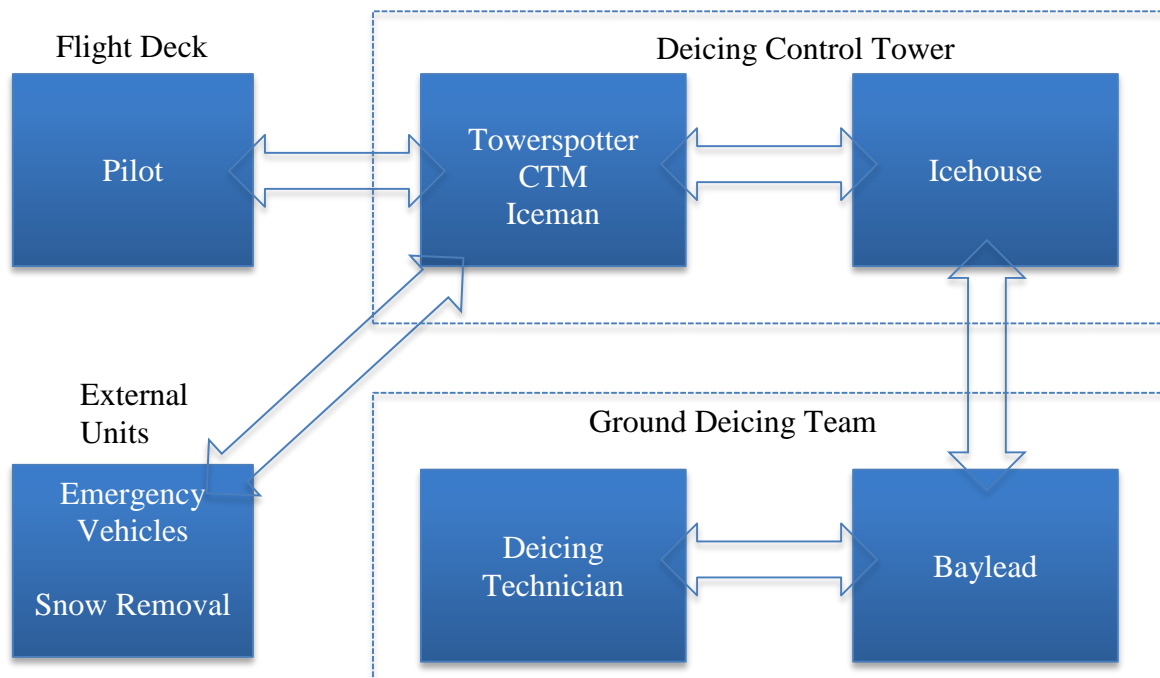 Flight Deck
Deicing Control Tower
Pilot
Towerspotter
CTM
Iceman
Icehouse
External
Units
Ground Deicing Team
Emergency
Vehicles
Snow Removal
Deicing
Technician
Baylead